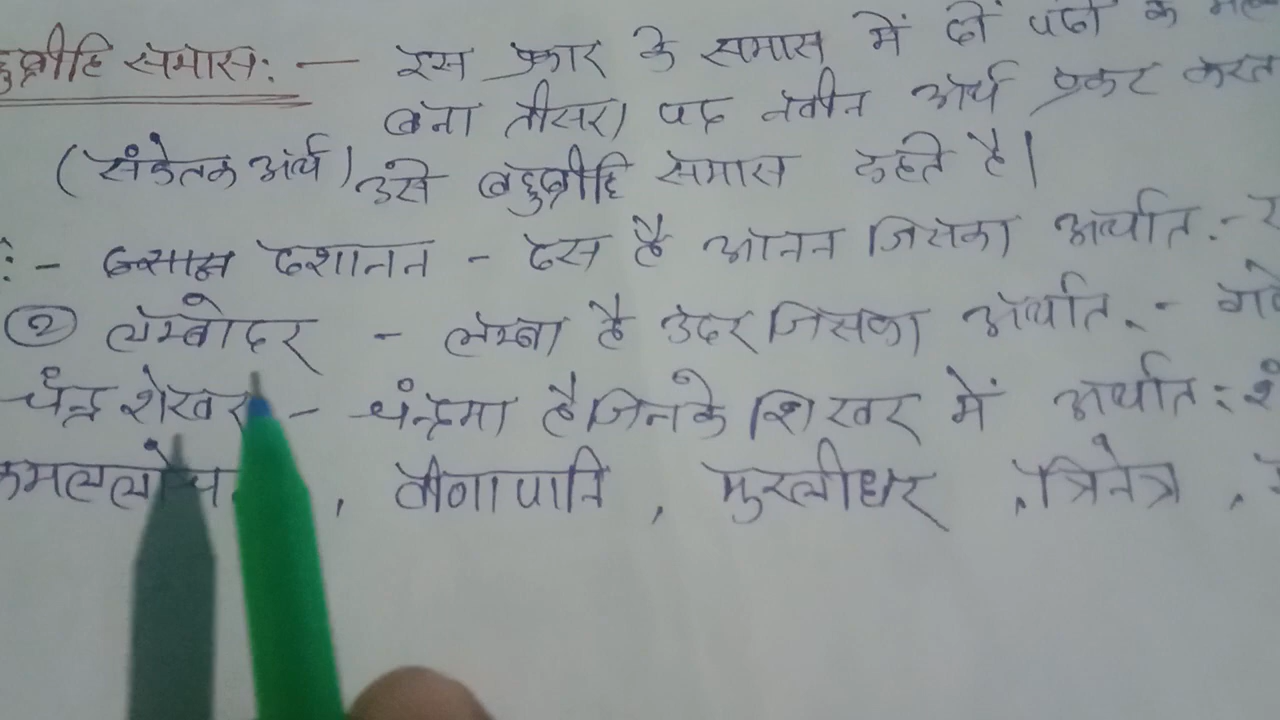 बहुब्रीहि समास: — इस प्रकार के समास में दो पदों के
बना तीसरा पद नवीन अर्थ प्रकट करत
(संकेतक अर्थ) उसे बहुब्रीहि समास कहते है।
:- दशानन - दस है आनन जिसका अर्थात :-
② लम्बोदर - लम्बा है उदर जिसका अर्थात :-
चंद्र शेखर - चंन्द्रमा है जिनके शिखर में अर्थात :
, वीणा पानि , मुरलीधर , त्रिनेत्र ,